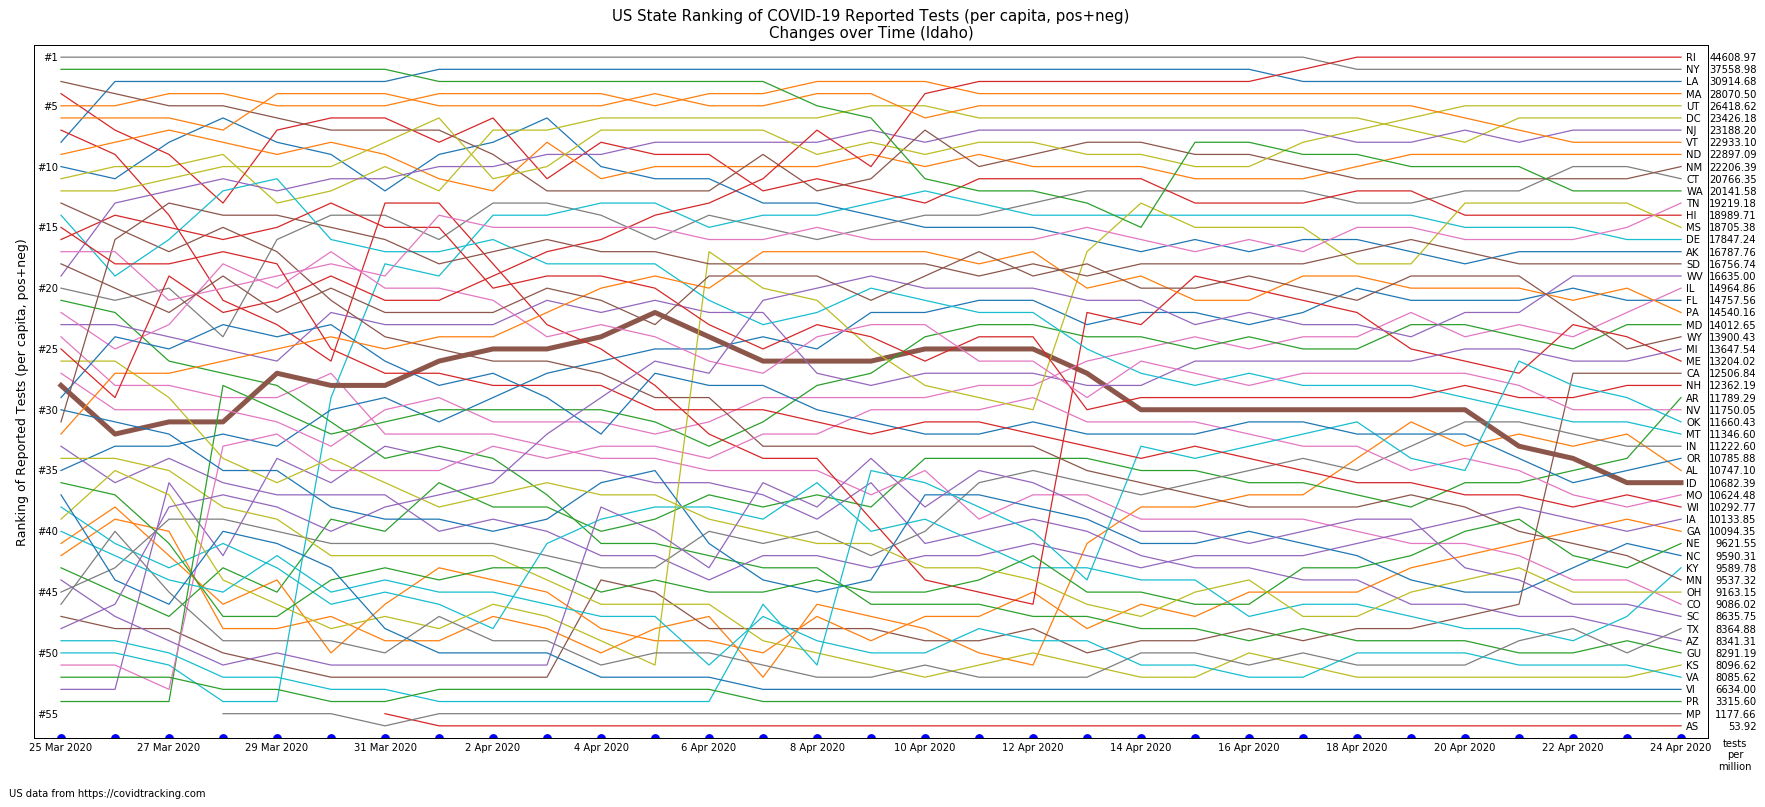 US State Ranking of COVID-19 Reported Tests (per capita, pos+neg)
Changes over Time (Idaho)
Ranking of Reported Tests (per capita, pos+neg)
#1
#5
#10
#15
#20
#25
#30
#35
#40
#45
#50
#55
RI 44608.97
NY 37558.98
LA 30914.68
MA 28070.50
UT 26418.62
DC 23426.18
NJ 23188.20
VT 22933.10
ND 22897.09
NM 22206.39
CT 20766.35
WA 20141.58
TN 19219.18
HI 18989.71
MS 18705.38
DE 17847.24
AK 16787.76
SD 16756.74
WV 16635.00
IL 14964.86
FL 14757.56
PA 14540.16
MD 14012.65
WY 13900.43
MI 13647.54
ME 13204.02
CA 12506.84
NH 12362.19
AR 11789.29
NV 11750.05
OK 11660.43
MT 11346.60
IN 11222.60
OR 10785.88
AL 10747.10
ID 10682.39
MO 10624.48
WI 10292.77
IA 10133.85
GA 10094.35
NE 9621.55
NC 9590.31
KY 9589.78
MN 9537.32
OH 9163.15
CO 9086.02
SC 8635.75
TX 8364.88
AZ 8341.31
GU 8291.19
KS 8096.62
VA 8085.62
VI 6634.00
PR 3315.60
MP 1177.66
AS 53.92
25 Mar 2020 27 Mar 2020 29 Mar 2020 31 Mar 2020 2 Apr 2020 4 Apr 2020 6 Apr 2020 8 Apr 2020 10 Apr 2020 12 Apr 2020 14 Apr 2020 16 Apr 2020 18 Apr 2020 20 Apr 2020 22 Apr 2020 24 Apr 2020
tests
per
million
US data from https://covidtracking.com